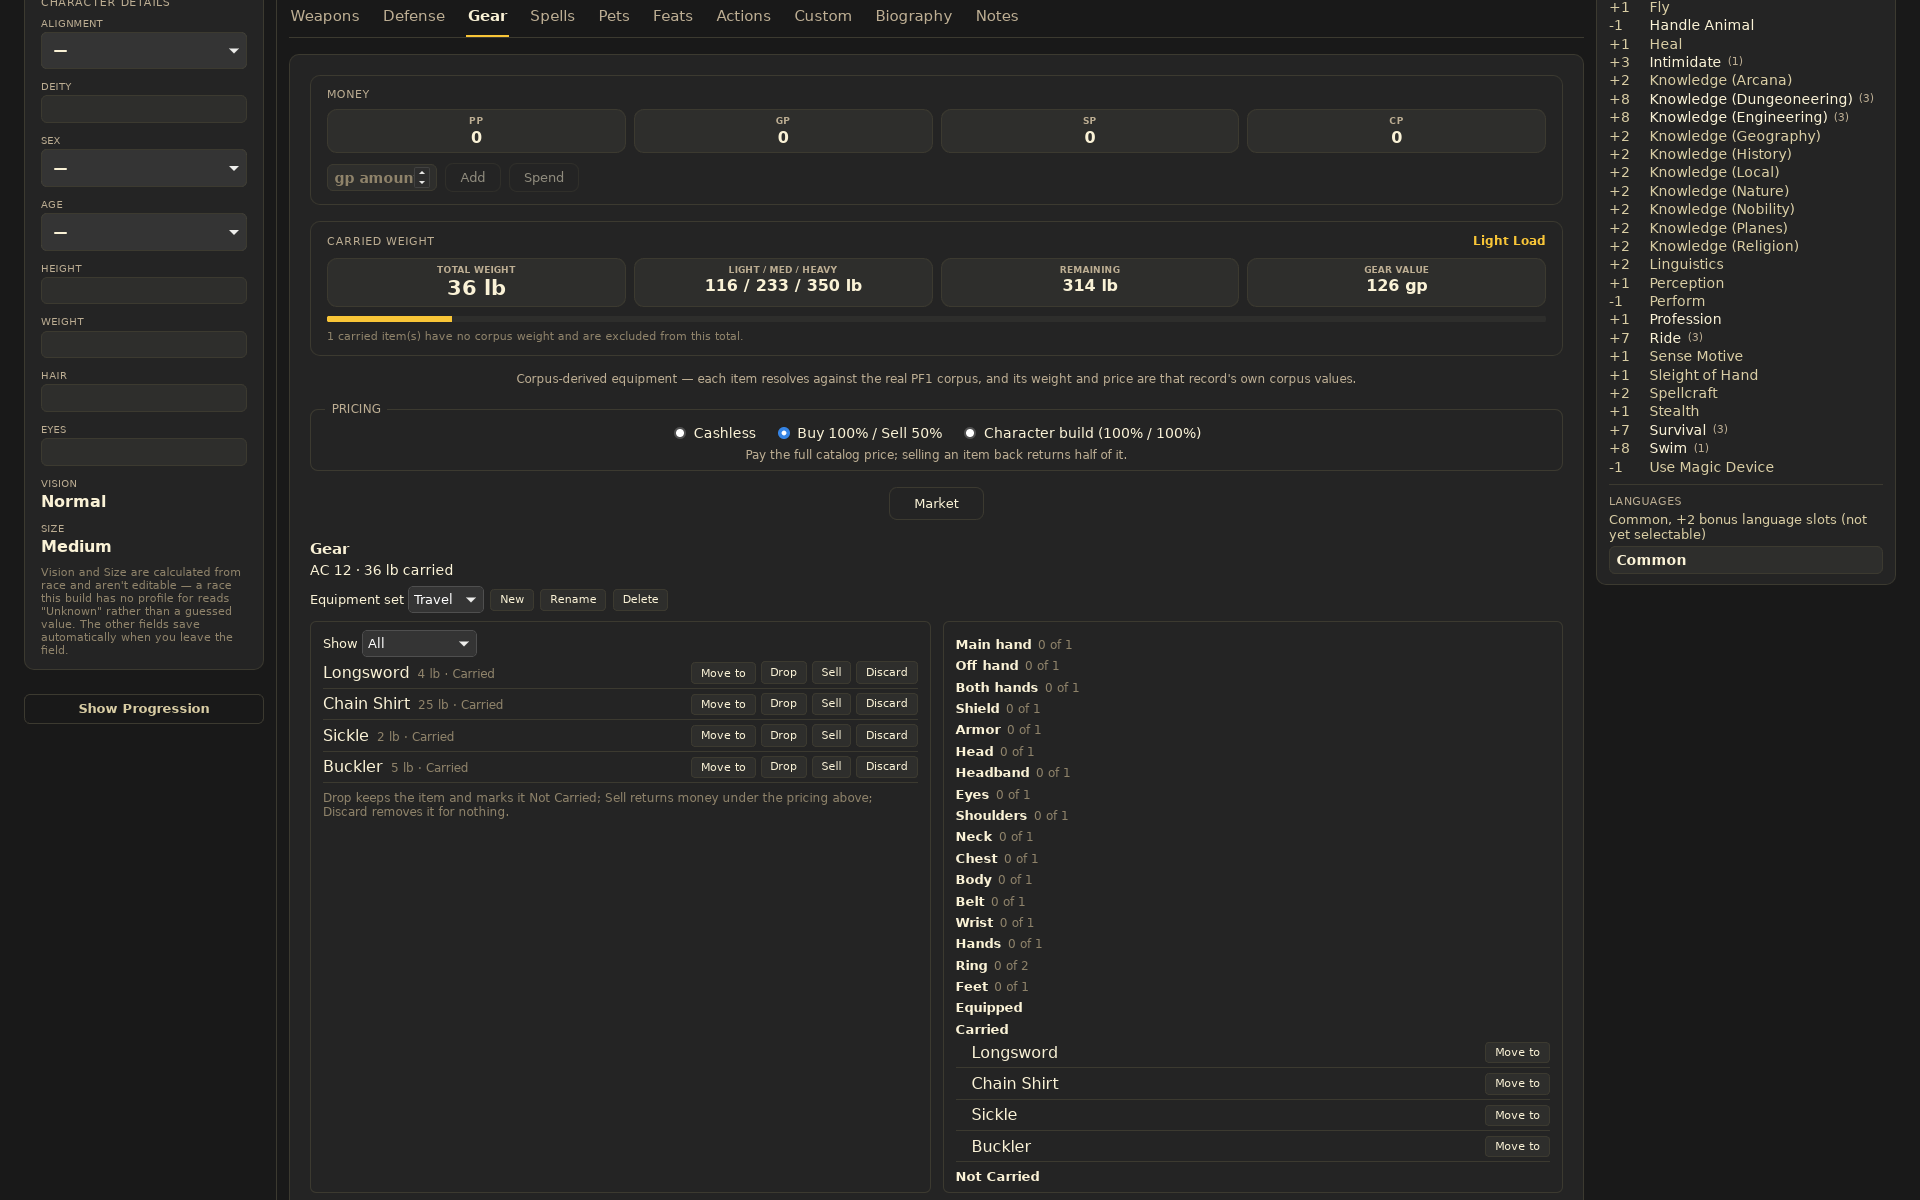 CHARACTER DETAILS
ALIGNMENT
—
DEITY
SEX
—
AGE
—
HEIGHT
WEIGHT
HAIR
EYES
VISION
Normal
SIZE
Medium
Vision and Size are calculated from
race and aren't editable — a race
this build has no profile for reads
"Unknown" rather than a guessed
value. The other fields save
automatically when you leave the
field.
Show Progression
Weapons Defense Gear Spells Pets Feats Actions Custom Biography Notes
MONEY
PP GP SP CP
0 0 0 0
gp amoun Add Spend
CARRIED WEIGHT Light Load
TOTAL WEIGHT LIGHT / MED / HEAVY REMAINING GEAR VALUE
36 lb 116 / 233 / 350 lb 314 lb 126 gp
1 carried item(s) have no corpus weight and are excluded from this total.
Corpus-derived equipment — each item resolves against the real PF1 corpus, and its weight and price are that record's own corpus values.
PRICING
Cashless Buy 100% / Sell 50% Character build (100% / 100%)
Pay the full catalog price; selling an item back returns half of it.
Market
Gear
AC 12 · 36 lb carried
Equipment set Travel New Rename Delete
Show All
Longsword 4 lb · Carried Move to Drop Sell Discard
Chain Shirt 25 lb · Carried Move to Drop Sell Discard
Sickle 2 lb · Carried Move to Drop Sell Discard
Buckler 5 lb · Carried Move to Drop Sell Discard
Drop keeps the item and marks it Not Carried; Sell returns money under the pricing above;
Discard removes it for nothing.
Main hand 0 of 1
Off hand 0 of 1
Both hands 0 of 1
Shield 0 of 1
Armor 0 of 1
Head 0 of 1
Headband 0 of 1
Eyes 0 of 1
Shoulders 0 of 1
Neck 0 of 1
Chest 0 of 1
Body 0 of 1
Belt 0 of 1
Wrist 0 of 1
Hands 0 of 1
Ring 0 of 2
Feet 0 of 1
Equipped
Carried
Longsword Move to
Chain Shirt Move to
Sickle Move to
Buckler Move to
Not Carried
+1 Fly
-1 Handle Animal
+1 Heal
+3 Intimidate (1)
+2 Knowledge (Arcana)
+8 Knowledge (Dungeoneering) (3)
+8 Knowledge (Engineering) (3)
+2 Knowledge (Geography)
+2 Knowledge (History)
+2 Knowledge (Local)
+2 Knowledge (Nature)
+2 Knowledge (Nobility)
+2 Knowledge (Planes)
+2 Knowledge (Religion)
+2 Linguistics
+1 Perception
-1 Perform
+1 Profession
+7 Ride (3)
+1 Sense Motive
+1 Sleight of Hand
+2 Spellcraft
+1 Stealth
+7 Survival (3)
+8 Swim (1)
-1 Use Magic Device
LANGUAGES
Common, +2 bonus language slots (not
yet selectable)
Common